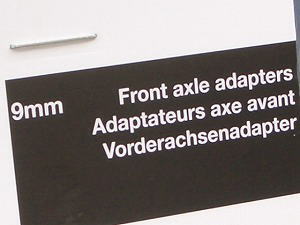 9mm Front axle adapters
Adaptateurs axe avant
Vorderachsenadapter